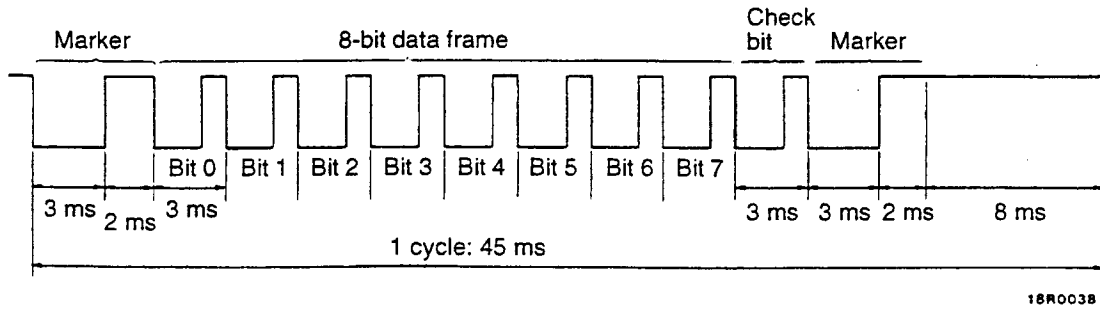 Check
Marker 8-bit data frame bit Marker
Bit 0 Bit 1 Bit 2 Bit 3 Bit 4 Bit 5 Bit 6 Bit 7
3 ms 2 ms 3 ms 3 ms 3 ms 2 ms 8 ms
1 cycle: 45 ms
16R0038